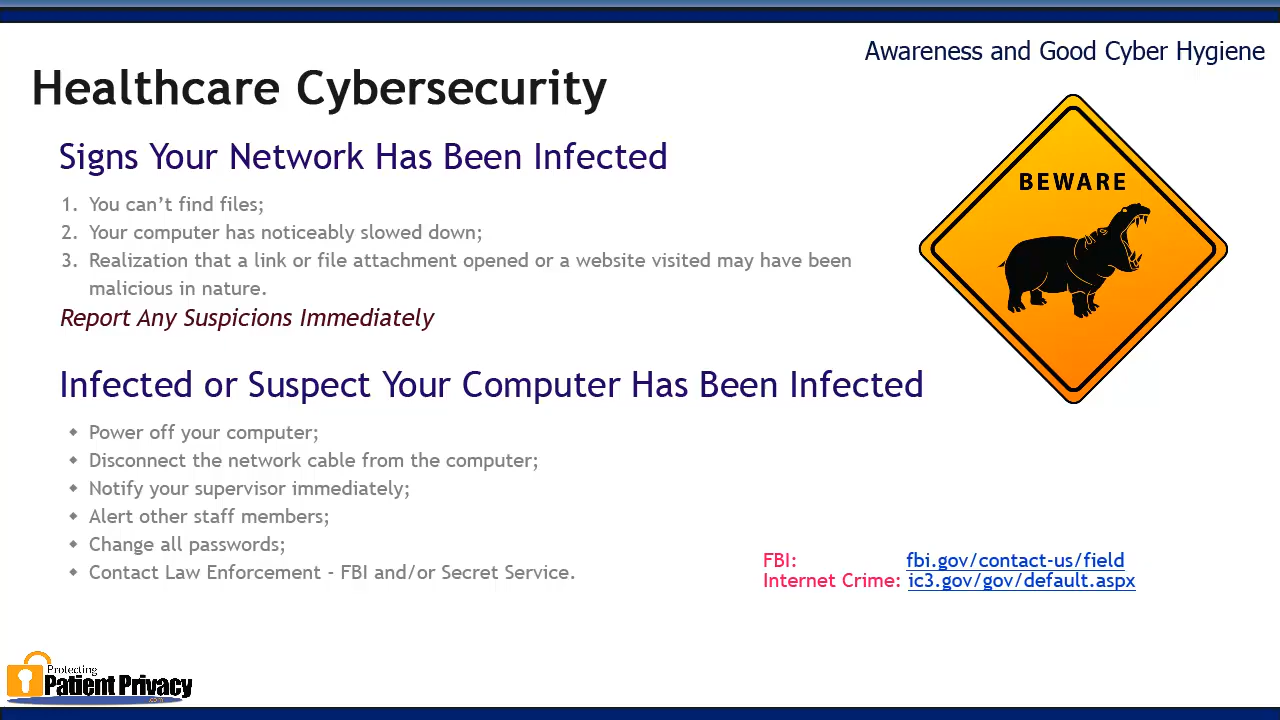 Awareness and Good Cyber Hygiene
Healthcare Cybersecurity
Signs Your Network Has Been Infected
1. You can't find files;
2. Your computer has noticeably slowed down;
3. Realization that a link or file attachment opened or a website visited may have been
malicious in nature.
Report Any Suspicions Immediately
BEWARE
Infected or Suspect Your Computer Has Been Infected
Power off your computer;
Disconnect the network cable from the computer;
Notify your supervisor immediately;
Alert other staff members;
Change all passwords;
Contact Law Enforcement – FBI and/or Secret Service.
FBI: fbi.gov/contact-us/field
Internet Crime: ic3.gov/gov/default.aspx
Protecting
Patient Privacy
.com